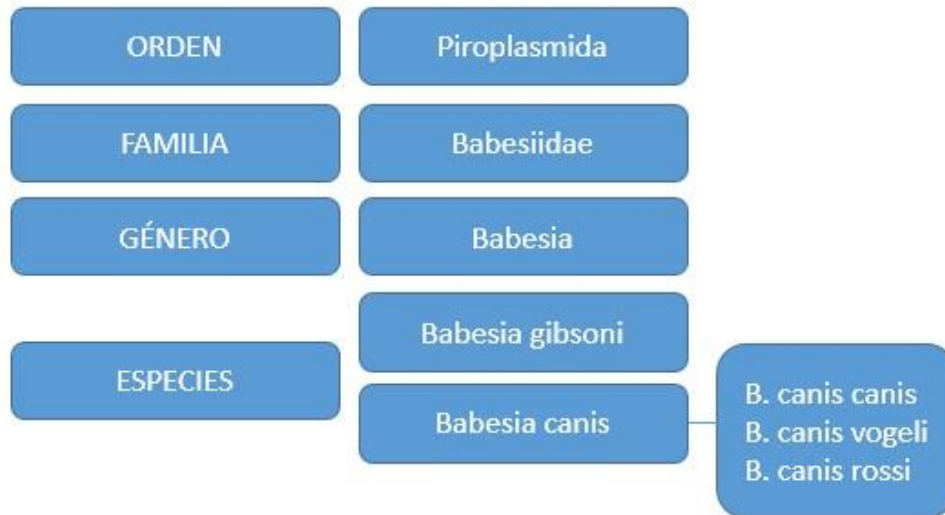 ORDEN
Piroplasmida
FAMILIA
Babesiidae
GÉNERO
Babesia
ESPECIES
Babesia gibsoni
Babesia canis
B. canis canis
B. canis vogeli
B. canis rossi